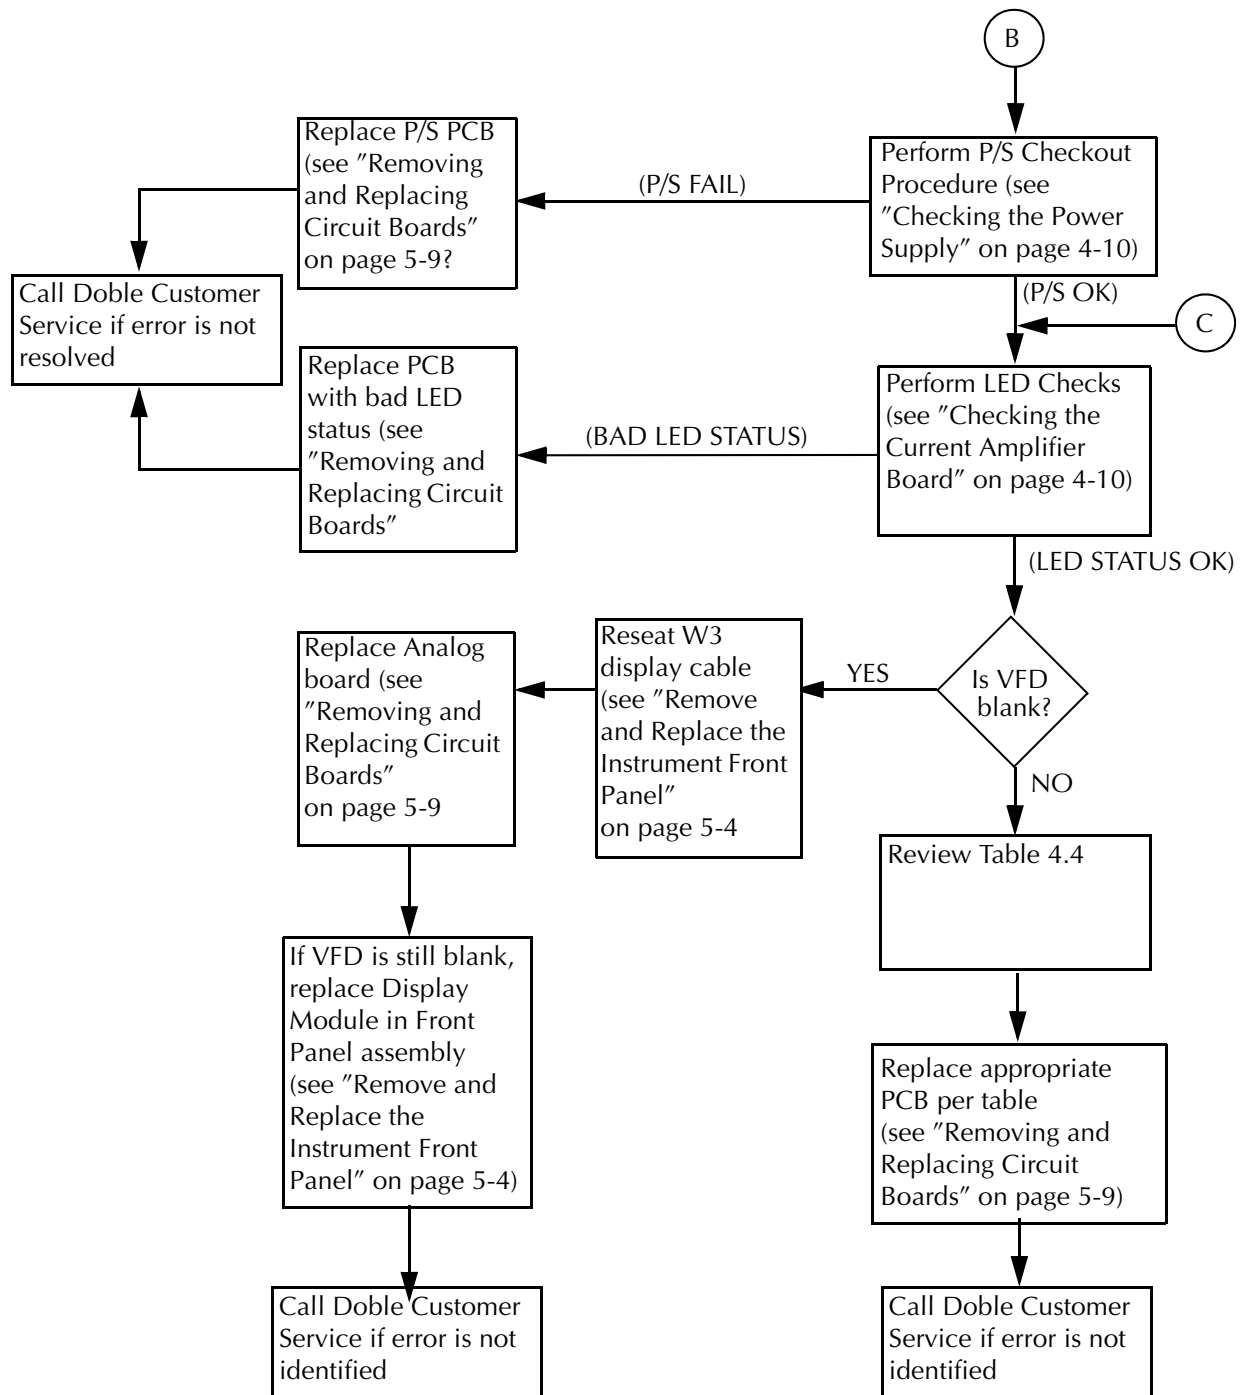 B
Perform P/S Checkout
Procedure (see
"Checking the Power
Supply" on page 4-10)
(P/S FAIL)
Replace P/S PCB
(see "Removing
and Replacing
Circuit Boards"
on page 5-9?
Call Doble Customer
Service if error is not
resolved
(P/S OK)
C
Perform LED Checks
(see "Checking the
Current Amplifier
Board" on page 4-10)
(BAD LED STATUS)
Replace PCB
with bad LED
status (see
"Removing and
Replacing Circuit
Boards"
(LED STATUS OK)
Is VFD
blank?
YES
Reseat W3
display cable
(see "Remove
and Replace the
Instrument Front
Panel"
on page 5-4
Replace Analog
board (see
"Removing and
Replacing Circuit
Boards"
on page 5-9
If VFD is still blank,
replace Display
Module in Front
Panel assembly
(see "Remove and
Replace the
Instrument Front
Panel" on page 5-4)
Call Doble Customer
Service if error is not
identified
NO
Review Table 4.4
Replace appropriate
PCB per table
(see "Removing and
Replacing Circuit
Boards" on page 5-9)
Call Doble Customer
Service if error is not
identified